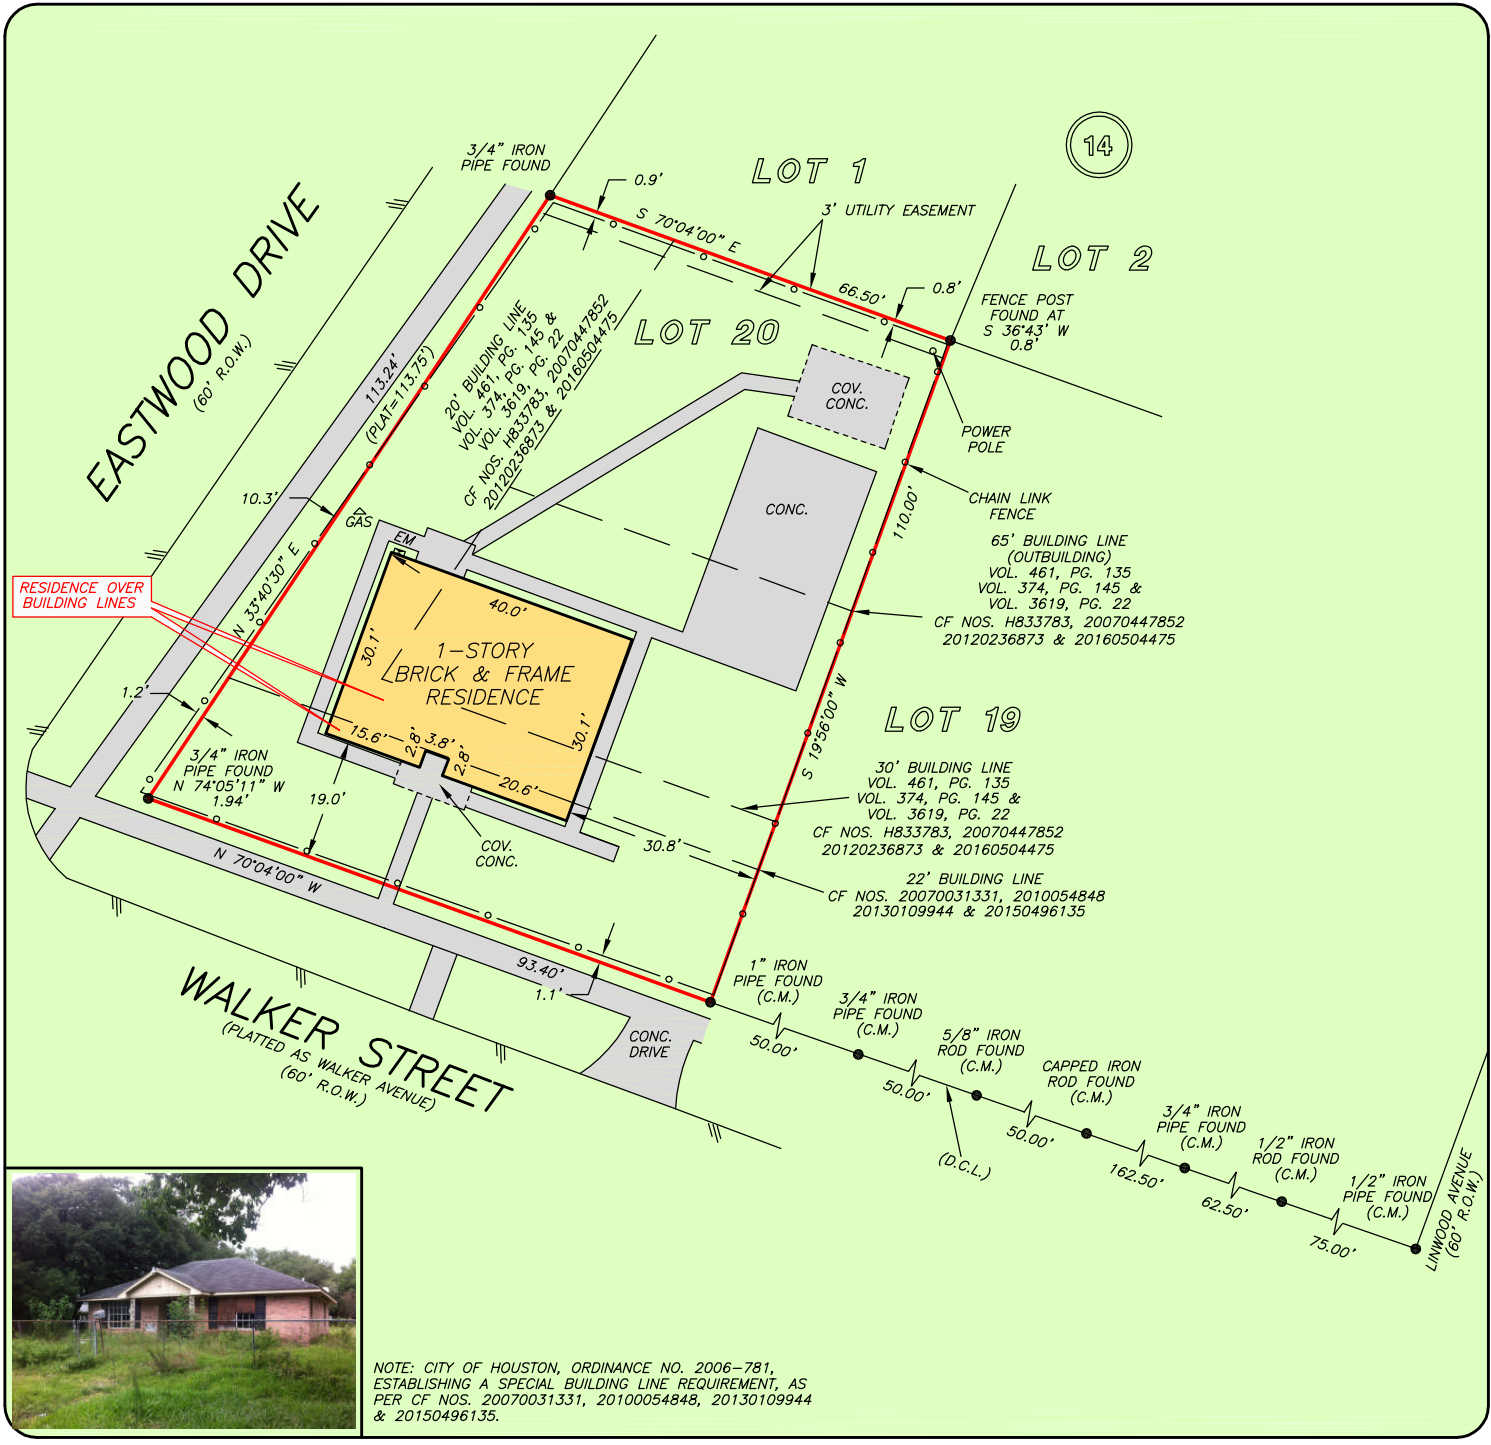 3/4" IRON
PIPE FOUND
0.9'
LOT 1
14
3' UTILITY EASEMENT
S 70°04'00" E
66.50'
LOT 2
0.8'
FENCE POST
FOUND AT
S 36°43' W
0.8'
EASTWOOD DRIVE
(60' R.O.W.)
113.24'
(PLAT=113.75')
20' BUILDING LINE
VOL. 461, PG. 135
VOL. 374, PG. 145 &
VOL. 3619, PG. 22
CF NOS. H833783, 20070447852
20120236873 & 20160504475
LOT 20
COV.
CONC.
POWER
POLE
CHAIN LINK
FENCE
110.00'
CONC.
10.3'
GAS
EM
65' BUILDING LINE
(OUTBUILDING)
VOL. 461, PG. 135
VOL. 374, PG. 145 &
VOL. 3619, PG. 22
CF NOS. H833783, 20070447852
20120236873 & 20160504475
RESIDENCE OVER
BUILDING LINES
N 33°40'30" E
40.0'
30.1'
1-STORY
BRICK & FRAME
RESIDENCE
30.1'
15.6'
2.8'
3.8'
2.8'
20.6'
S 19°56'00" W
LOT 19
1.2'
3/4" IRON
PIPE FOUND
N 74°05'11" W
1.94'
19.0'
30' BUILDING LINE
VOL. 461, PG. 135
VOL. 374, PG. 145 &
VOL. 3619, PG. 22
CF NOS. H833783, 20070447852
20120236873 & 20160504475
COV.
CONC.
30.8'
22' BUILDING LINE
CF NOS. 20070031331, 2010054848
20130109944 & 20150496135
N 70°04'00" W
93.40'
1.1'
WALKER STREET
(PLATTED AS WALKER AVENUE)
(60' R.O.W.)
CONC.
DRIVE
1" IRON
PIPE FOUND
(C.M.)
50.00'
3/4" IRON
PIPE FOUND
(C.M.)
50.00'
5/8" IRON
ROD FOUND
(C.M.)
(D.C.L.)
50.00'
CAPPED IRON
ROD FOUND
(C.M.)
162.50'
3/4" IRON
PIPE FOUND
(C.M.)
62.50'
1/2" IRON
ROD FOUND
(C.M.)
75.00'
1/2" IRON
PIPE FOUND
(C.M.)
LINWOOD AVENUE
(60' R.O.W.)
NOTE: CITY OF HOUSTON, ORDINANCE NO. 2006-781,
ESTABLISHING A SPECIAL BUILDING LINE REQUIREMENT, AS
PER CF NOS. 20070031331, 20100054848, 20130109944
& 20150496135.